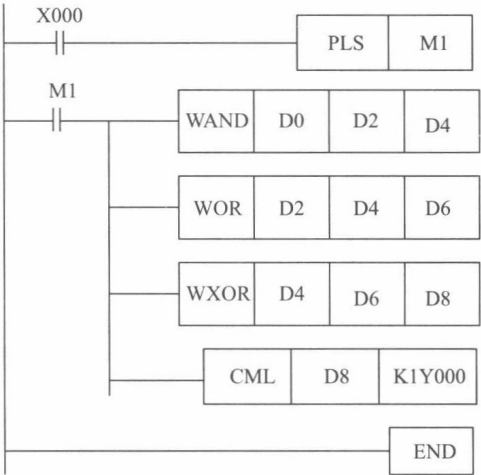 X000
PLS M1
M1
WAND D0 D2 D4
WOR D2 D4 D6
WXOR D4 D6 D8
CML D8 K1Y000
END